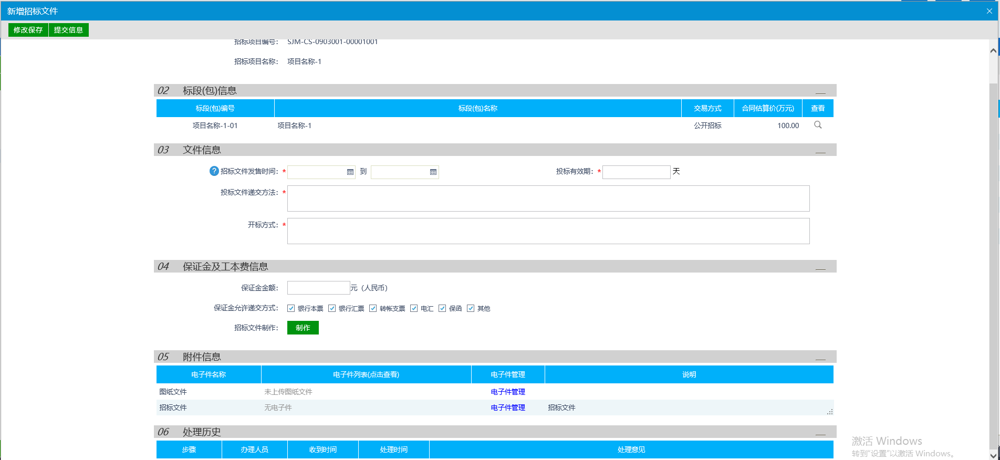 新增招标文件
修改保存 提交信息
招标项目编号： SJM-CS-0903001-00001001
招标项目名称： 项目名称-1
02 标段(包)信息
标段(包)编号 标段(包)名称 交易方式 合同估算价(万元) 查看
项目名称-1-01 项目名称-1 公开招标 100.00
03 文件信息
? 招标文件发售时间： * 到 投标有效期： * 天
投标文件递交方法： *
开标方式： *
04 保证金及工本费信息
保证金金额： 元（人民币）
保证金允许递交方式： 银行本票 银行汇票 转帐支票 电汇 保函 其他
招标文件制作： 制作
05 附件信息
电子件名称 电子件列表(点击查看) 电子件管理 说明
图纸文件 未上传图纸文件 电子件管理
招标文件 无电子件 电子件管理 招标文件
06 处理历史
步骤 办理人员 收到时间 处理时间 处理意见
激活 Windows
转到“设置”以激活 Windows。